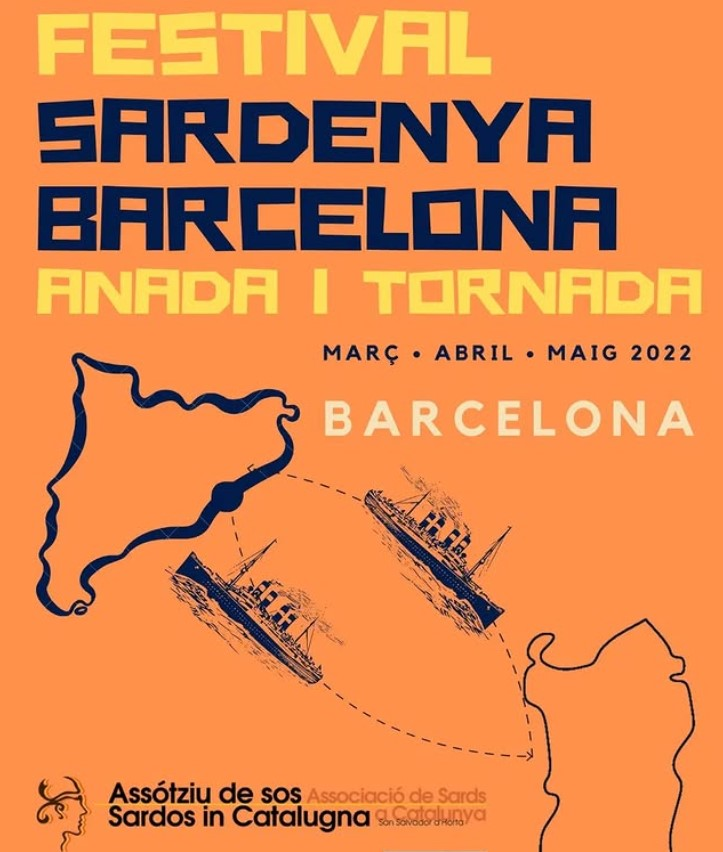 FESTIVAL
SARDENYA
BARCELONA
ANADA I TORNADA
MARÇ • ABRIL • MAIG 2022
BARCELONA
Assótziu de sos Associació de Sards
Sardos in Catalugna a Catalunya
San Salvador d'Horta